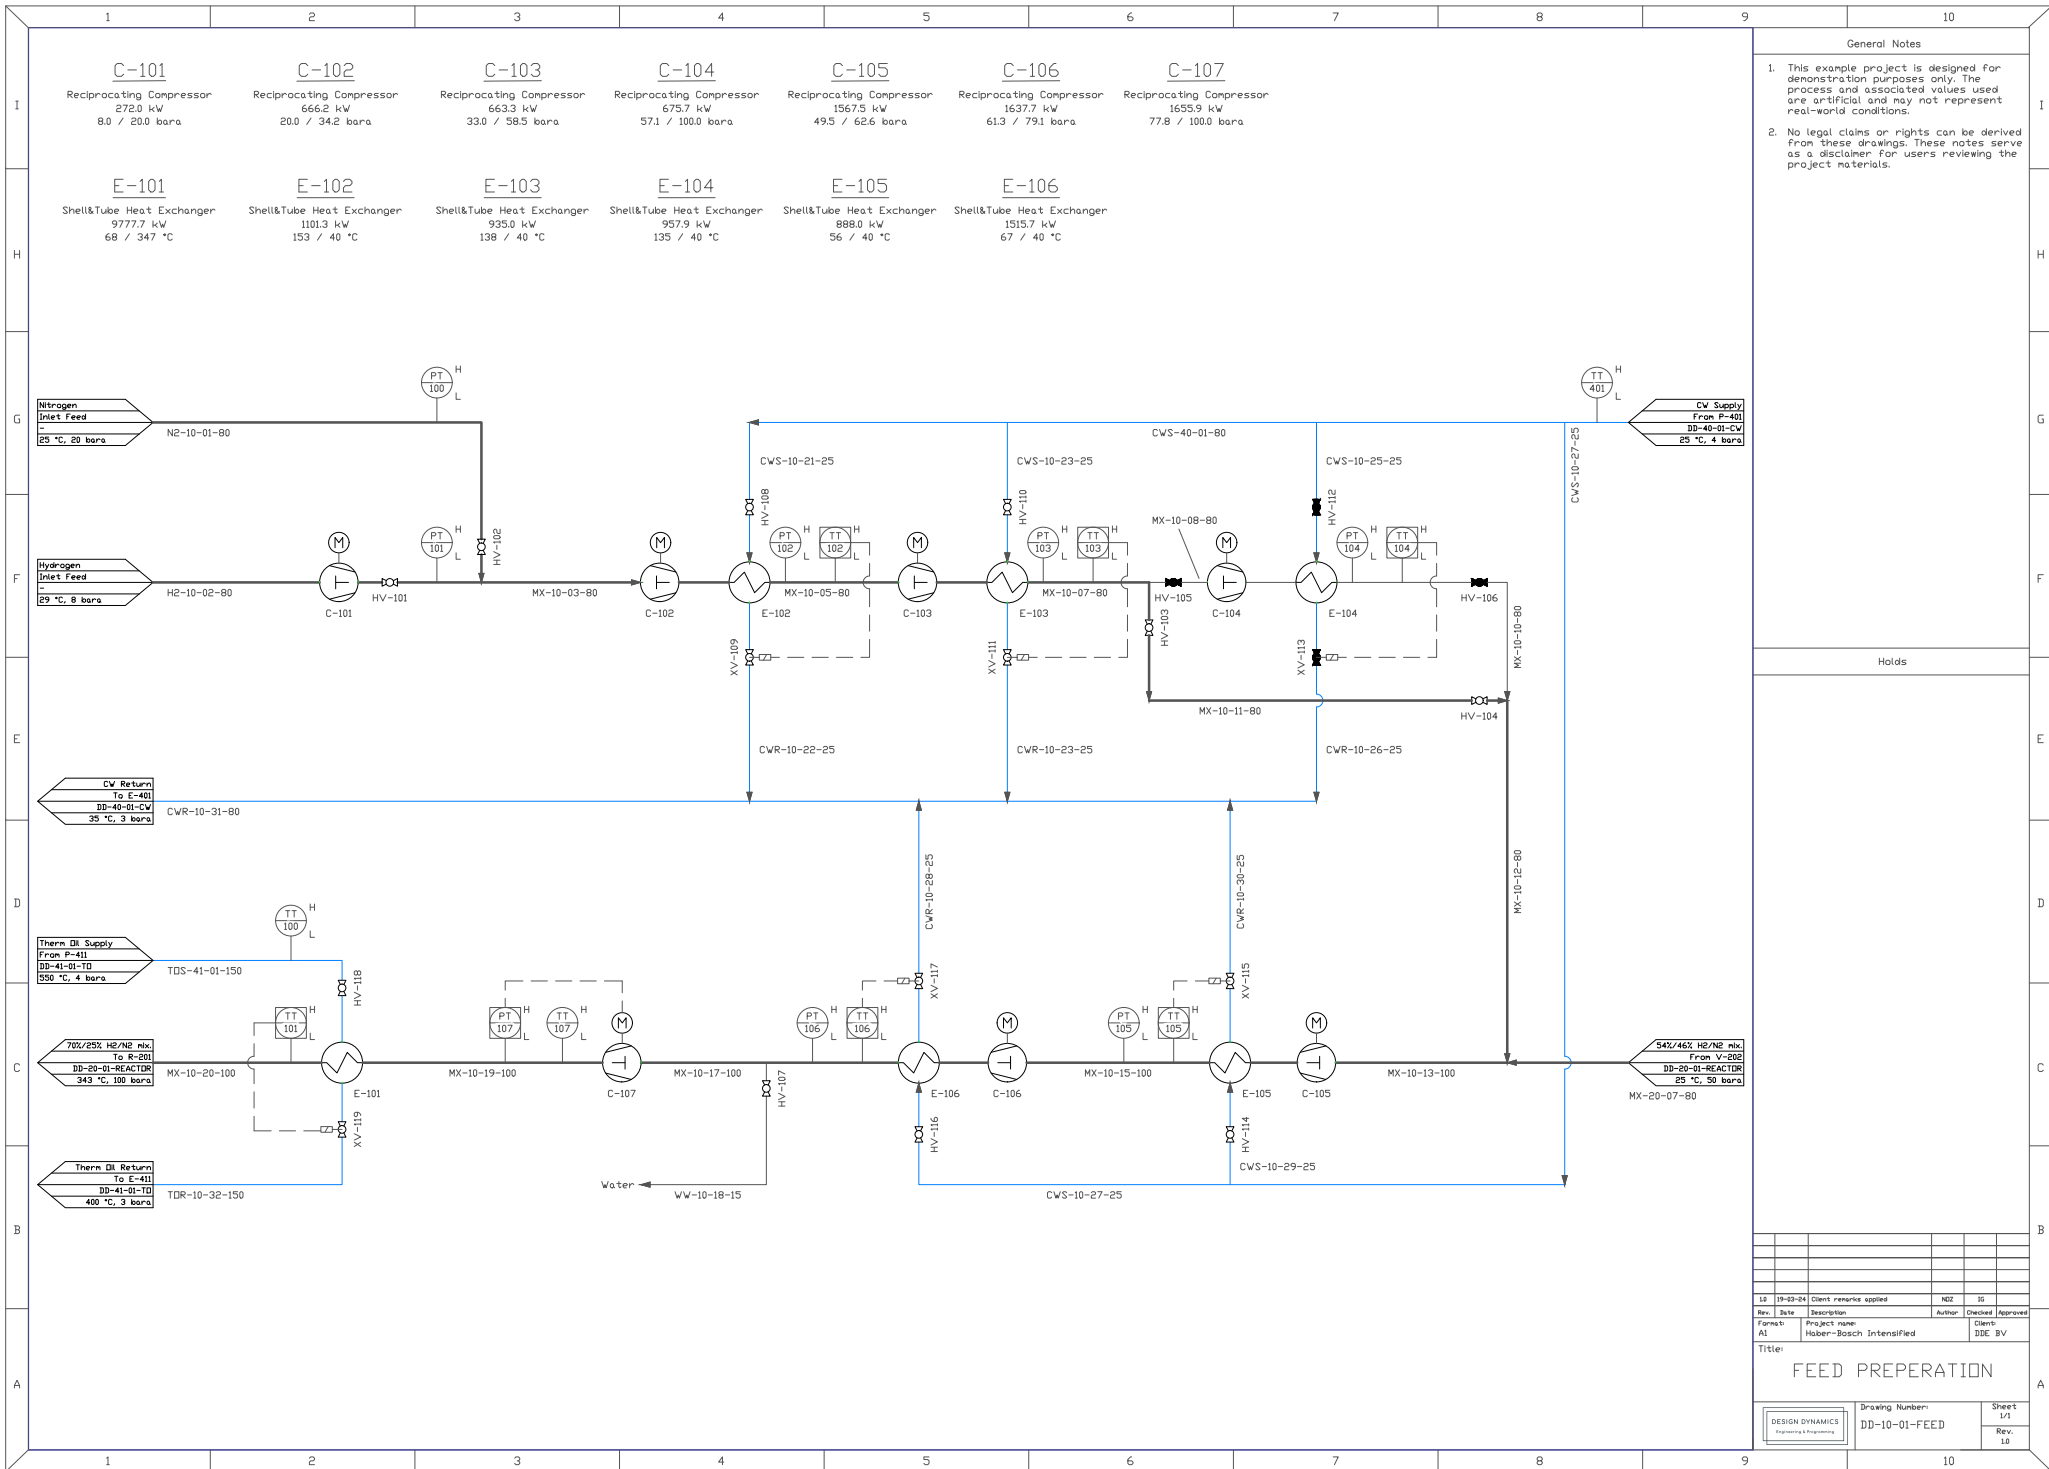 1 2 3 4 5 6 7 8 9 10
I
H
G
F
E
D
C
B
A
C-101
Reciprocating Compressor
272.0 kW
8.0 / 20.0 bara
C-102
Reciprocating Compressor
666.2 kW
20.0 / 34.2 bara
C-103
Reciprocating Compressor
663.3 kW
33.0 / 58.5 bara
C-104
Reciprocating Compressor
675.7 kW
57.1 / 100.0 bara
C-105
Reciprocating Compressor
1567.5 kW
49.5 / 62.6 bara
C-106
Reciprocating Compressor
1637.7 kW
61.3 / 79.1 bara
C-107
Reciprocating Compressor
1655.9 kW
77.8 / 100.0 bara
E-101
Shell&Tube Heat Exchanger
9777.7 kW
68 / 347 °C
E-102
Shell&Tube Heat Exchanger
1101.3 kW
153 / 40 °C
E-103
Shell&Tube Heat Exchanger
935.0 kW
138 / 40 °C
E-104
Shell&Tube Heat Exchanger
957.9 kW
135 / 40 °C
E-105
Shell&Tube Heat Exchanger
888.0 kW
56 / 40 °C
E-106
Shell&Tube Heat Exchanger
1515.7 kW
67 / 40 °C
PT
100
H
L
TT
401
H
L
Nitrogen
Inlet Feed
-
25 °C, 20 bara
N2-10-01-80
CW Supply
From P-401
DD-40-01-CW
25 °C, 4 bara
CWS-40-01-80
CWS-10-21-25
CWS-10-23-25
CWS-10-25-25
CWS-10-27-25
HV-108
HV-110
HV-112
HV-102
MX-10-08-80
Hydrogen
Inlet Feed
-
29 °C, 8 bara
H2-10-02-80
M
C-101
HV-101
PT
101
H
L
MX-10-03-80
M
C-102
E-102
PT
102
H
L
TT
102
H
L
MX-10-05-80
M
C-103
E-103
PT
103
H
L
TT
103
H
L
MX-10-07-80
HV-105
HV-103
M
C-104
E-104
PT
104
H
L
TT
104
H
L
HV-106
MX-10-10-80
XV-109
XV-111
XV-113
MX-10-11-80
HV-104
CWR-10-22-25
CWR-10-23-25
CWR-10-26-25
CW Return
To E-401
DD-40-01-CW
35 °C, 3 bara
CWR-10-31-80
CWR-10-28-25
CWR-10-30-25
MX-10-12-80
TT
100
H
L
Therm Oil Supply
From P-411
DD-41-01-TO
550 °C, 4 bara
TOS-41-01-150
HV-118
XV-117
XV-115
70%/25% H2/N2 mix.
To R-201
DD-20-01-REACTOR
343 °C, 100 bara
MX-10-20-100
TT
101
H
L
E-101
MX-10-19-100
PT
107
H
L
TT
107
H
L
M
C-107
MX-10-17-100
HV-107
PT
106
H
L
TT
106
H
L
E-106
M
C-106
MX-10-15-100
PT
105
H
L
TT
105
H
L
E-105
M
C-105
MX-10-13-100
54%/46% H2/N2 mix.
From V-202
DD-20-01-REACTOR
25 °C, 50 bara
MX-20-07-80
XV-119
HV-116
HV-114
CWS-10-29-25
Therm Oil Return
To E-411
DD-41-01-TO
400 °C, 3 bara
TOR-10-32-150
Water
WW-10-18-15
CWS-10-27-25
General Notes
1. This example project is designed for
demonstration purposes only. The
process and associated values used
are artificial and may not represent
real-world conditions.
2. No legal claims or rights can be derived
from these drawings. These notes serve
as a disclaimer for users reviewing the
project materials.
Holds
1.0 19-03-24 Client remarks applied NDZ IG
Rev. Date Description Author Checked Approved
Format: Project name: Client:
A1 Haber-Bosch Intensified DDE BV
Title:
FEED PREPERATION
DESIGN DYNAMICS
Engineering & Programming
Drawing Number:
DD-10-01-FEED
Sheet
1/1
Rev.
1.0
I
H
G
F
E
D
C
B
A
1 2 3 4 5 6 7 8 9 10